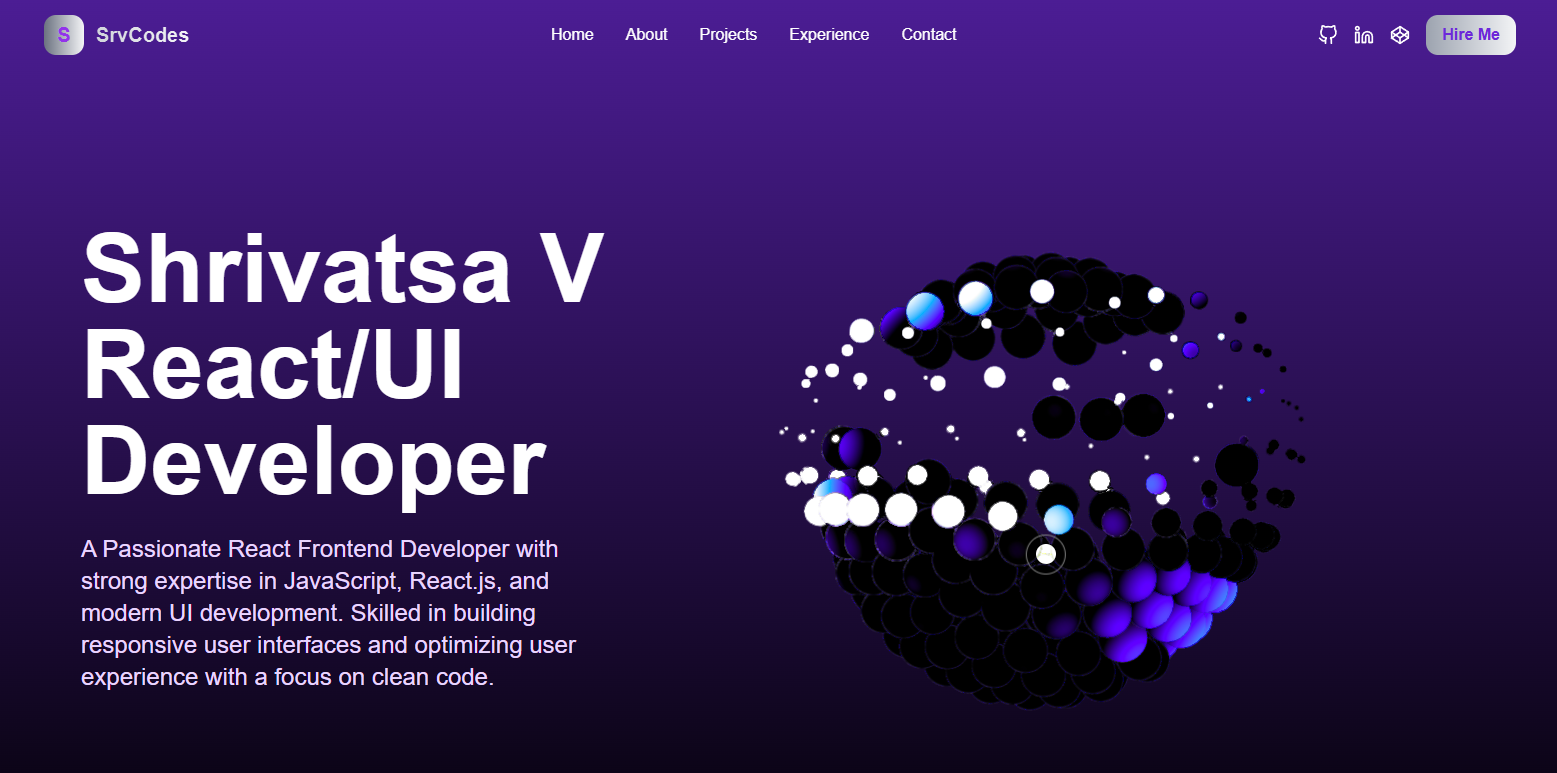 S SrvCodes Home About Projects Experience Contact Hire Me
Shrivatsa V
React/UI
Developer
A Passionate React Frontend Developer with
strong expertise in JavaScript, React.js, and
modern UI development. Skilled in building
responsive user interfaces and optimizing user
experience with a focus on clean code.